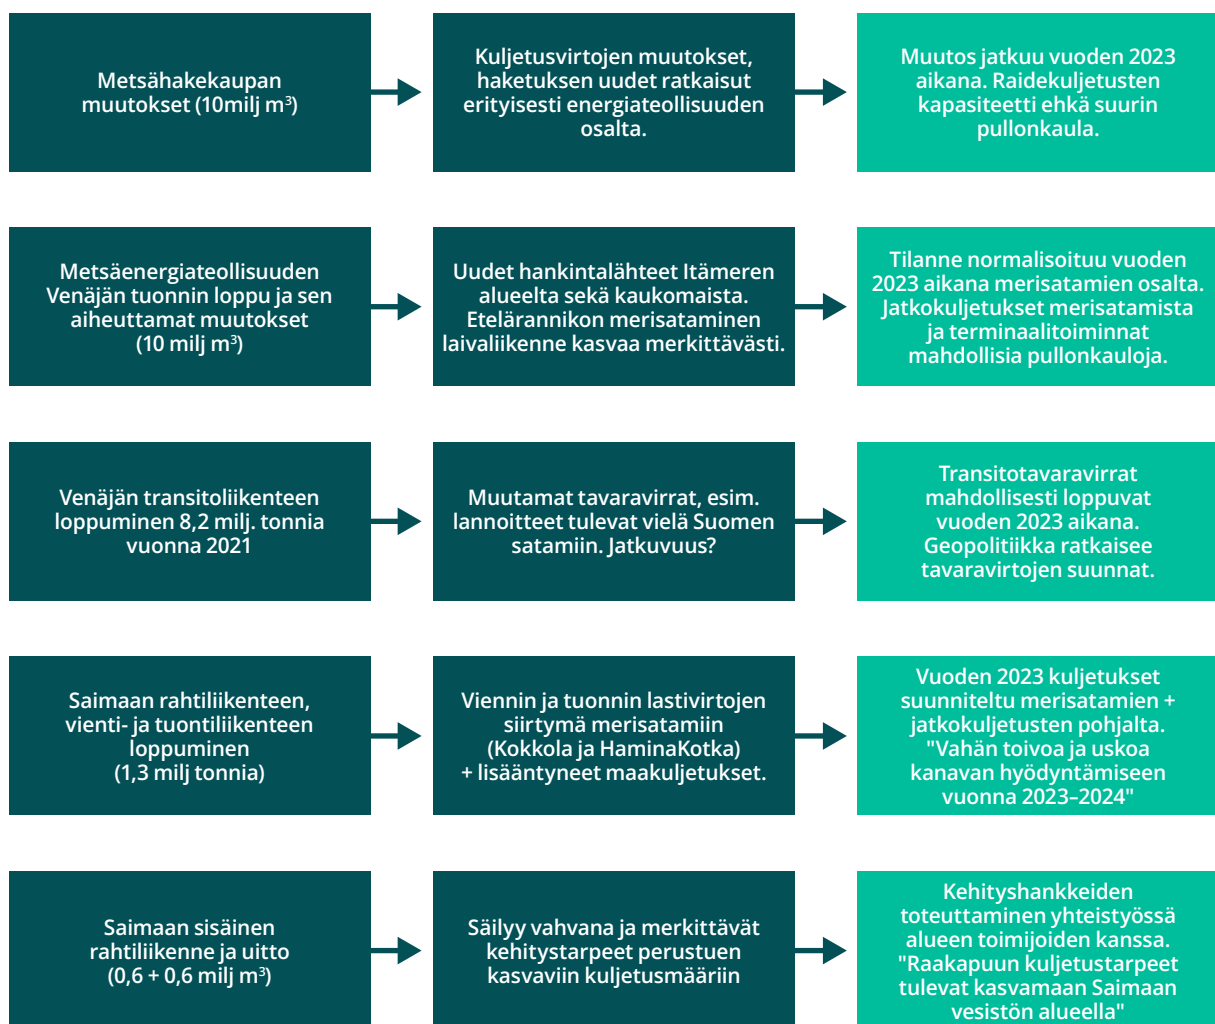 Metsähakekaupan
muutokset (10milj m³)
Kuljetusvirtojen muutokset,
haketuksen uudet ratkaisut
erityisesti energiateollisuuden
osalta.
Muutos jatkuu vuoden 2023
aikana. Raidekuljetusten
kapasiteetti ehkä suurin
pullonkaula.
Metsäenergiateollisuuden
Venäjän tuonnin loppu ja sen
aiheuttamat muutokset
(10 milj m³)
Uudet hankintalähteet Itämeren
alueelta sekä kaukomaista.
Etelärannikon merisataminen
laivaliikenne kasvaa merkittävästi.
Tilanne normalisoituu vuoden
2023 aikana merisatamien osalta.
Jatkokuljetukset merisatamista
ja terminaalitoiminnat
mahdollisia pullonkauloja.
Venäjän transitoliikenteen
loppuminen 8,2 milj. tonnia
vuonna 2021
Muutamat tavaravirrat, esim.
lannoitteet tulevat vielä Suomen
satamiin. Jatkuvuus?
Transitotavaravirrat
mahdollisesti loppuvat
vuoden 2023 aikana.
Geopolitiikka ratkaisee
tavaravirtojen suunnat.
Saimaan rahtiliikenteen,
vienti- ja tuontiliikenteen
loppuminen
(1,3 milj tonnia)
Viennin ja tuonnin lastivirtojen
siirtymä merisatamiin
(Kokkola ja HaminaKotka)
+ lisääntyneet maakuljetukset.
Vuoden 2023 kuljetukset
suunniteltu merisatamien +
jatkokuljetusten pohjalta.
"Vahän toivoa ja uskoa
kanavan hyödyntämiseen
vuonna 2023–2024"
Saimaan sisäinen
rahtiliikenne ja uitto
(0,6 + 0,6 milj m³)
Säilyy vahvana ja merkittävät
kehitystarpeet perustuen
kasvaviin kuljetusmääriin
Kehityshankkeiden
toteuttaminen yhteistyössä
alueen toimijoiden kanssa.
"Raakapuun kuljetustarpeet
tulevat kasvamaan Saimaan
vesistön alueella"